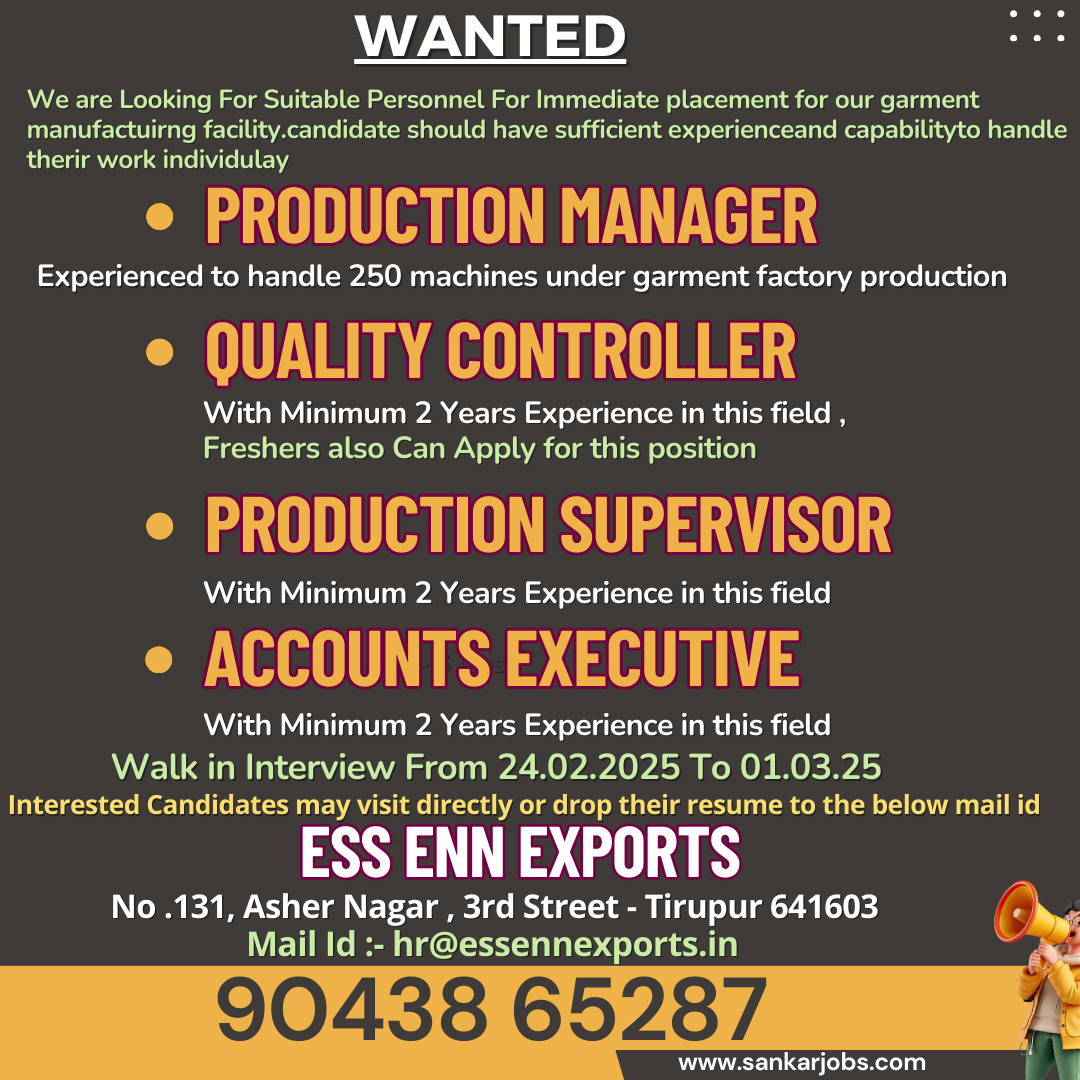 WANTED
We are Looking For Suitable Personnel For Immediate placement for our garment
manufactuirng facility.candidate should have sufficient experienceand capabilityto handle
therir work individulay
PRODUCTION MANAGER
Experienced to handle 250 machines under garment factory production
QUALITY CONTROLLER
With Minimum 2 Years Experience in this field ,
Freshers also Can Apply for this position
PRODUCTION SUPERVISOR
With Minimum 2 Years Experience in this field
ACCOUNTS EXECUTIVE
With Minimum 2 Years Experience in this field
Walk in Interview From 24.02.2025 To 01.03.25
Interested Candidates may visit directly or drop their resume to the below mail id
ESS ENN EXPORTS
No .131, Asher Nagar , 3rd Street - Tirupur 641603
Mail Id :- hr@essennexports.in
90438 65287
www.sankarjobs.com